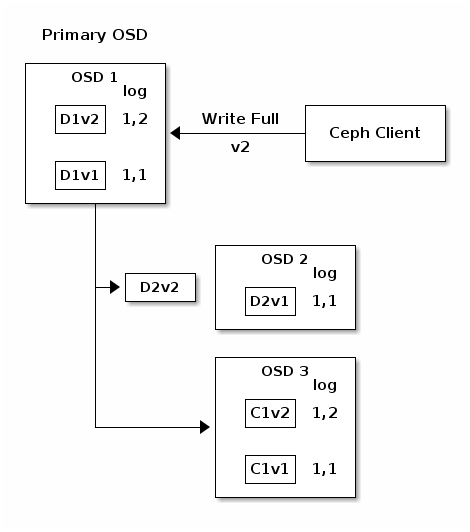 Primary OSD
OSD 1
log
D1v2 1,2
D1v1 1,1
Write Full
v2
Ceph Client
D2v2
OSD 2
log
D2v1 1,1
OSD 3
log
C1v2 1,2
C1v1 1,1